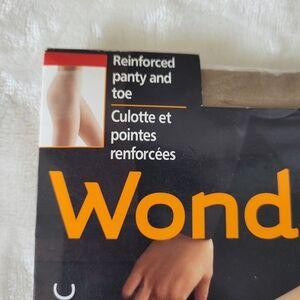 Reinforced
panty and
toe
Culotte et
pointes
renforcées
Wond
C